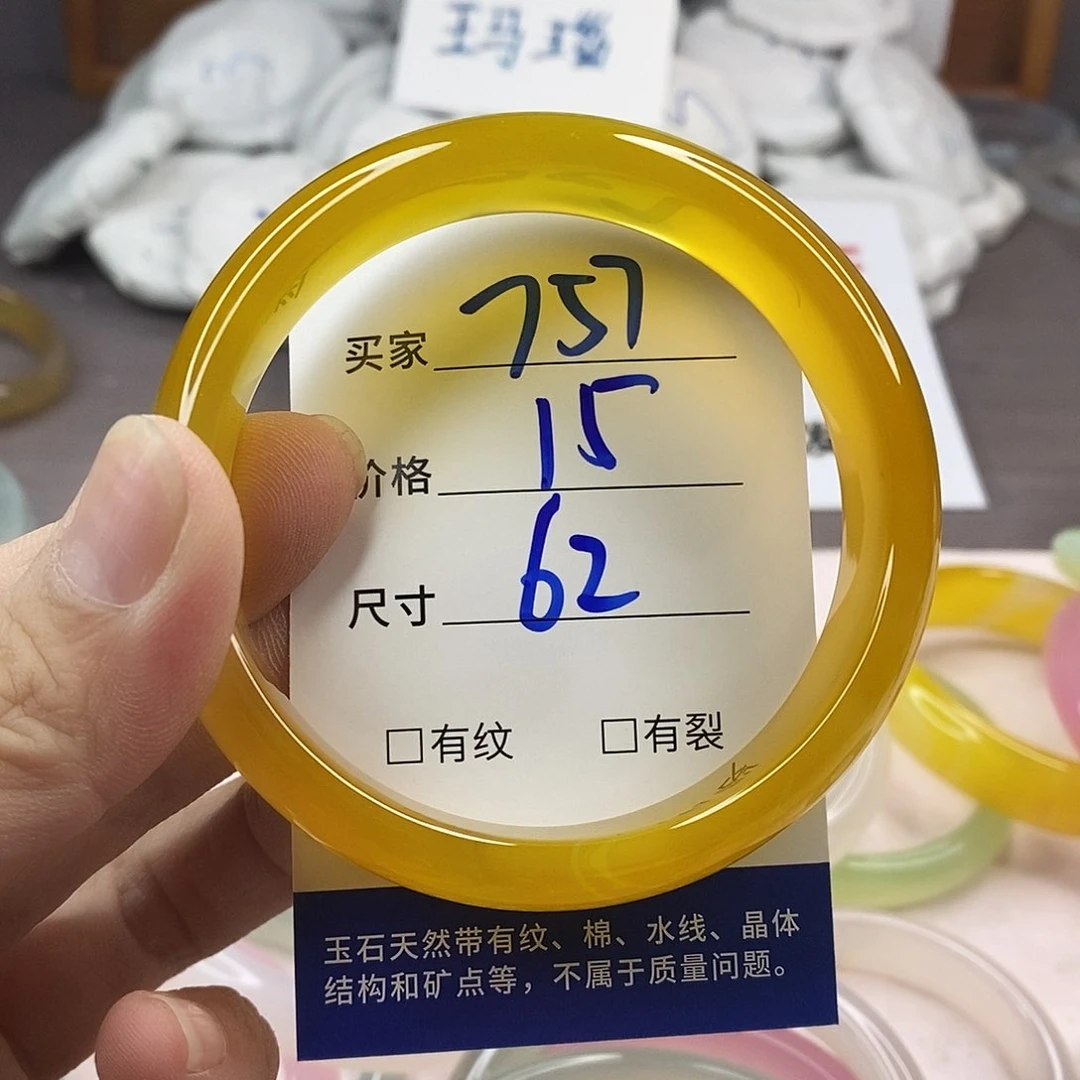 玉玛瑙
买家 757
价格 15
尺寸 62
□有纹 □有裂
玉石天然带有纹、棉、水线、晶体
结构和矿点等，不属于质量问题。